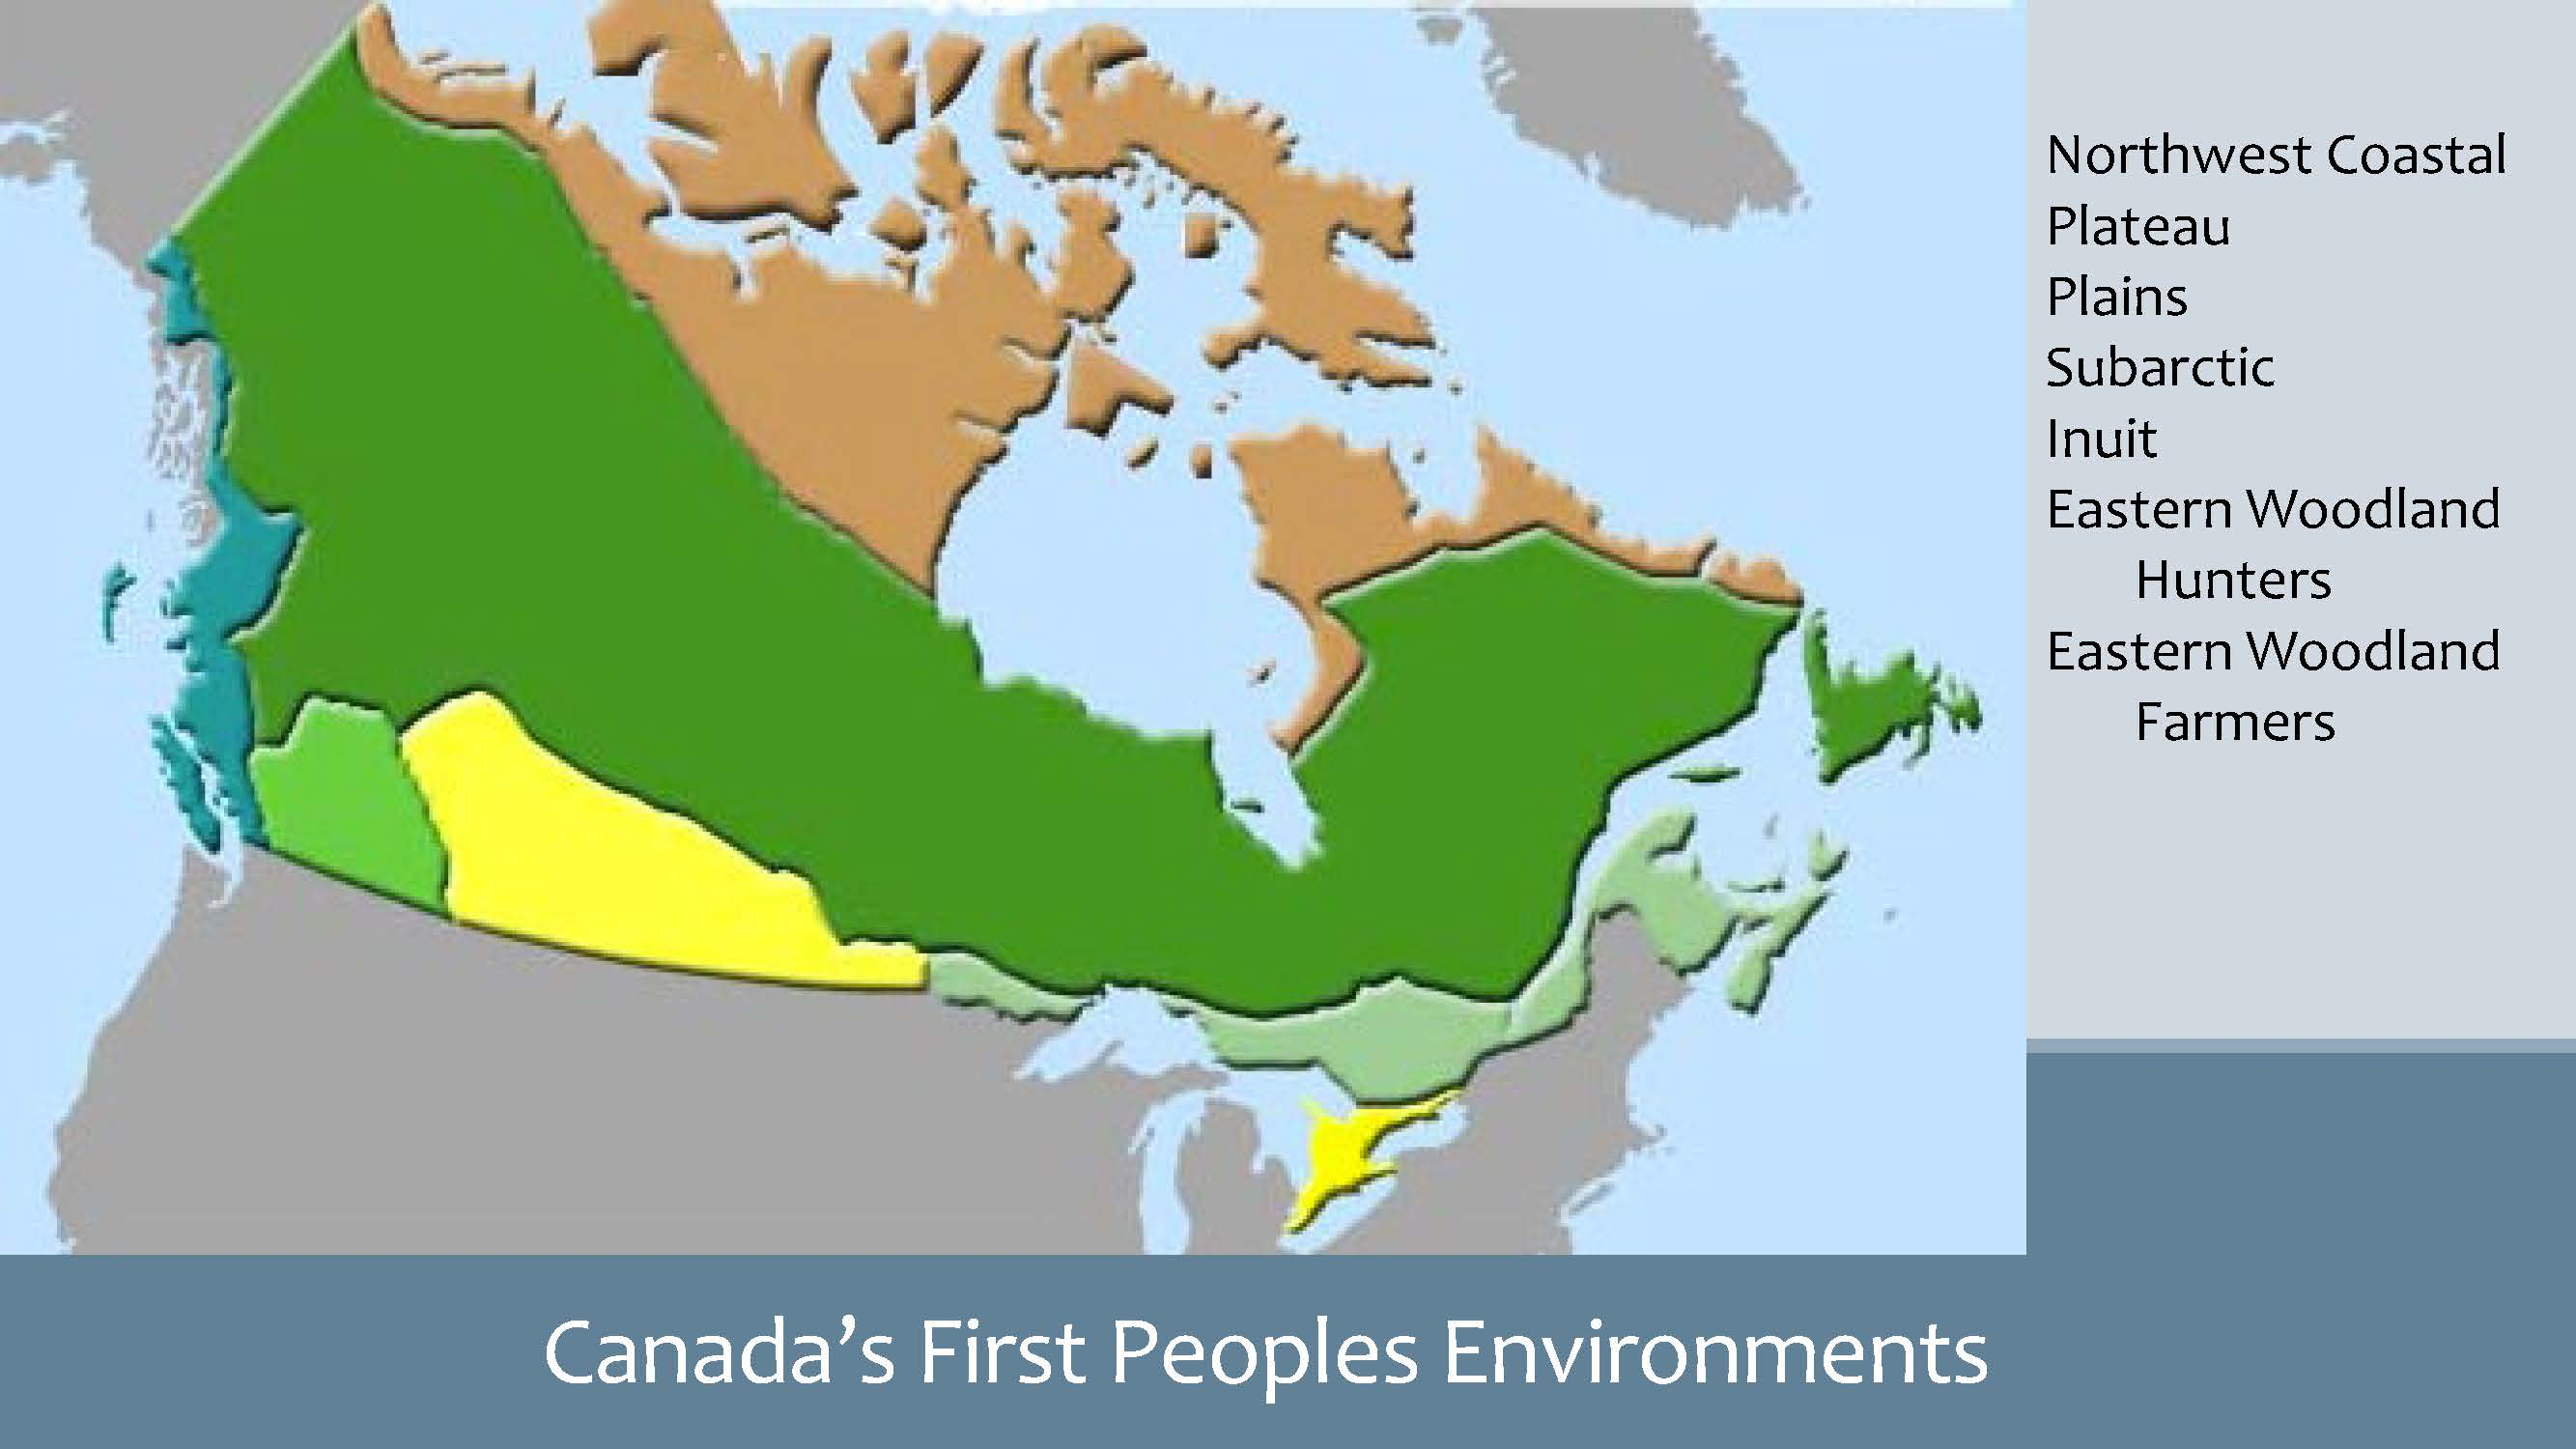 Northwest Coastal
Plateau
Plains
Subarctic
Inuit
Eastern Woodland
Hunters
Eastern Woodland
Farmers
Canada’s First Peoples Environments